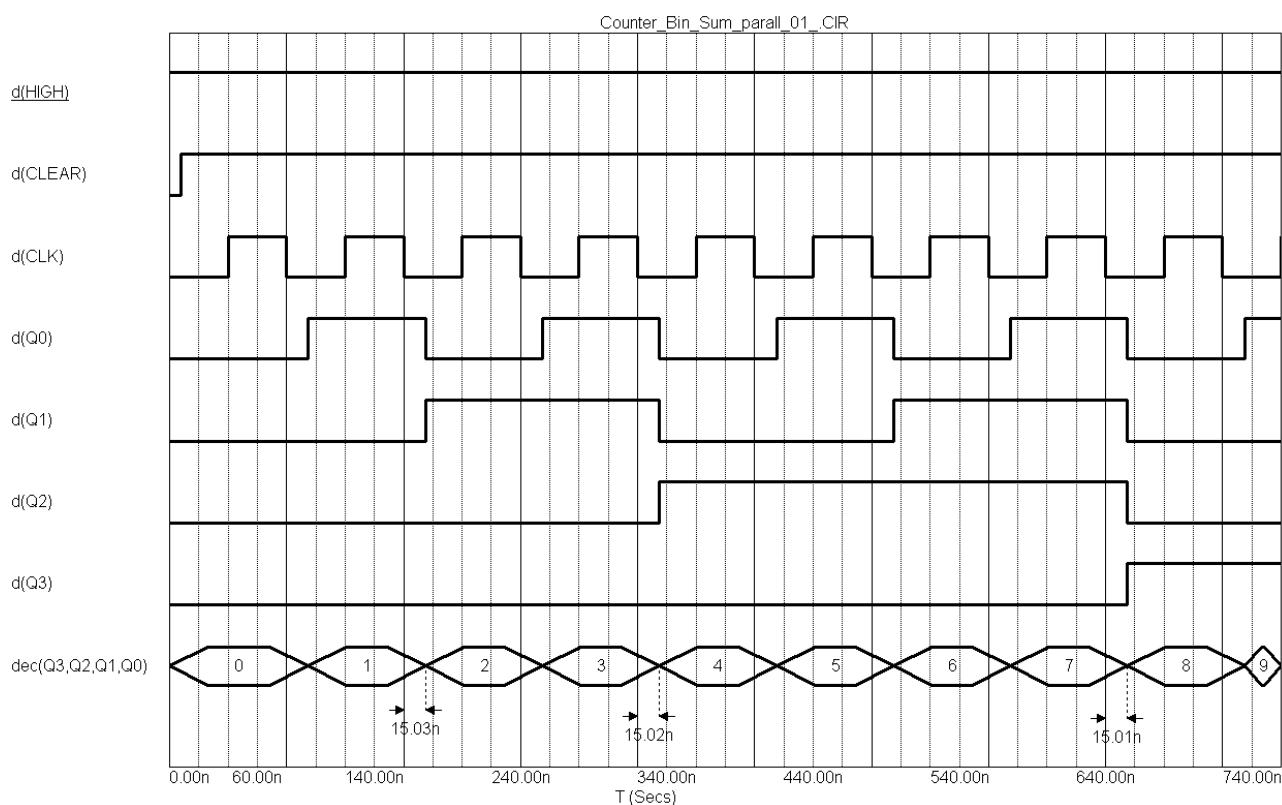 Counter_Bin_Sum_parall_01_.CIR
d(HIGH)
d(CLEAR)
d(CLK)
d(Q0)
d(Q1)
d(Q2)
d(Q3)
dec(Q3,Q2,Q1,Q0) 0 1 2 3 4 5 6 7 8 9
15.03n 15.02n 15.01n
0.00n 60.00n 140.00n 240.00n 340.00n 440.00n 540.00n 640.00n 740.00n
T (Secs)